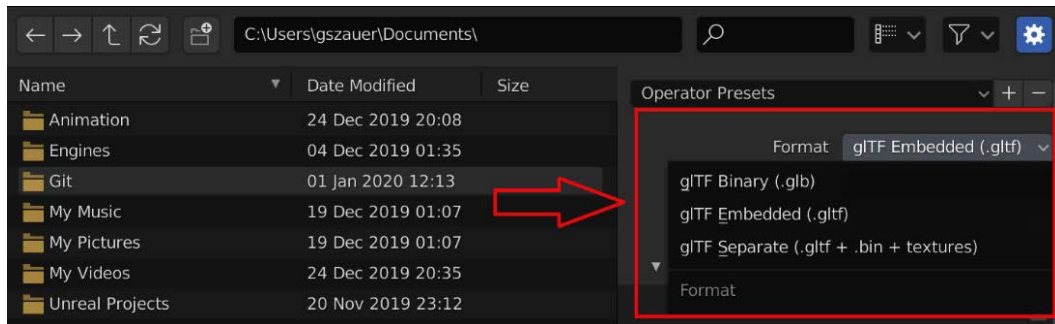 C:\Users\gszauer\Documents\
Name Date Modified Size
Animation 24 Dec 2019 20:08
Engines 04 Dec 2019 01:35
Git 01 Jan 2020 12:13
My Music 19 Dec 2019 01:07
My Pictures 19 Dec 2019 01:07
My Videos 24 Dec 2019 20:35
Unreal Projects 20 Nov 2019 23:12
Operator Presets
Format glTF Embedded (.gltf)
glTF Binary (.glb)
glTF Embedded (.gltf)
glTF Separate (.gltf + .bin + textures)
Format